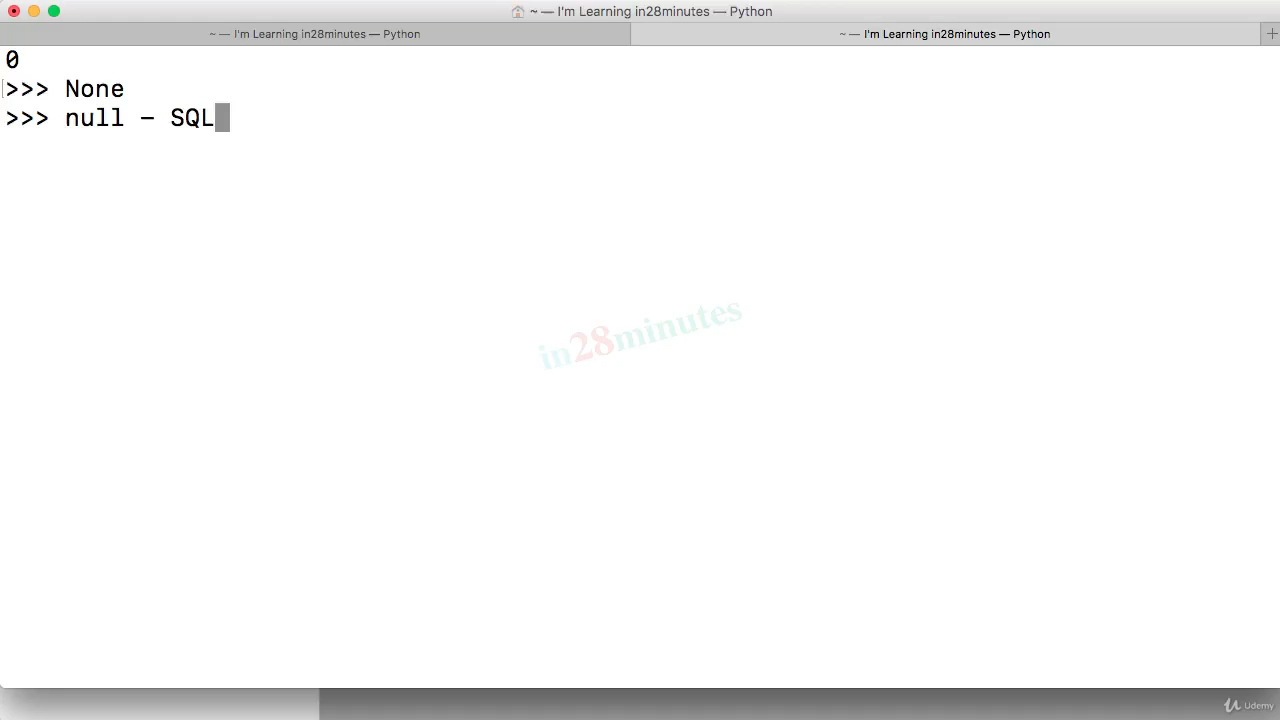 ~ — I'm Learning in28minutes — Python
~ — I'm Learning in28minutes — Python
~ — I'm Learning in28minutes — Python
+
0
>>> None
>>> null - SQL
in28minutes
Udemy